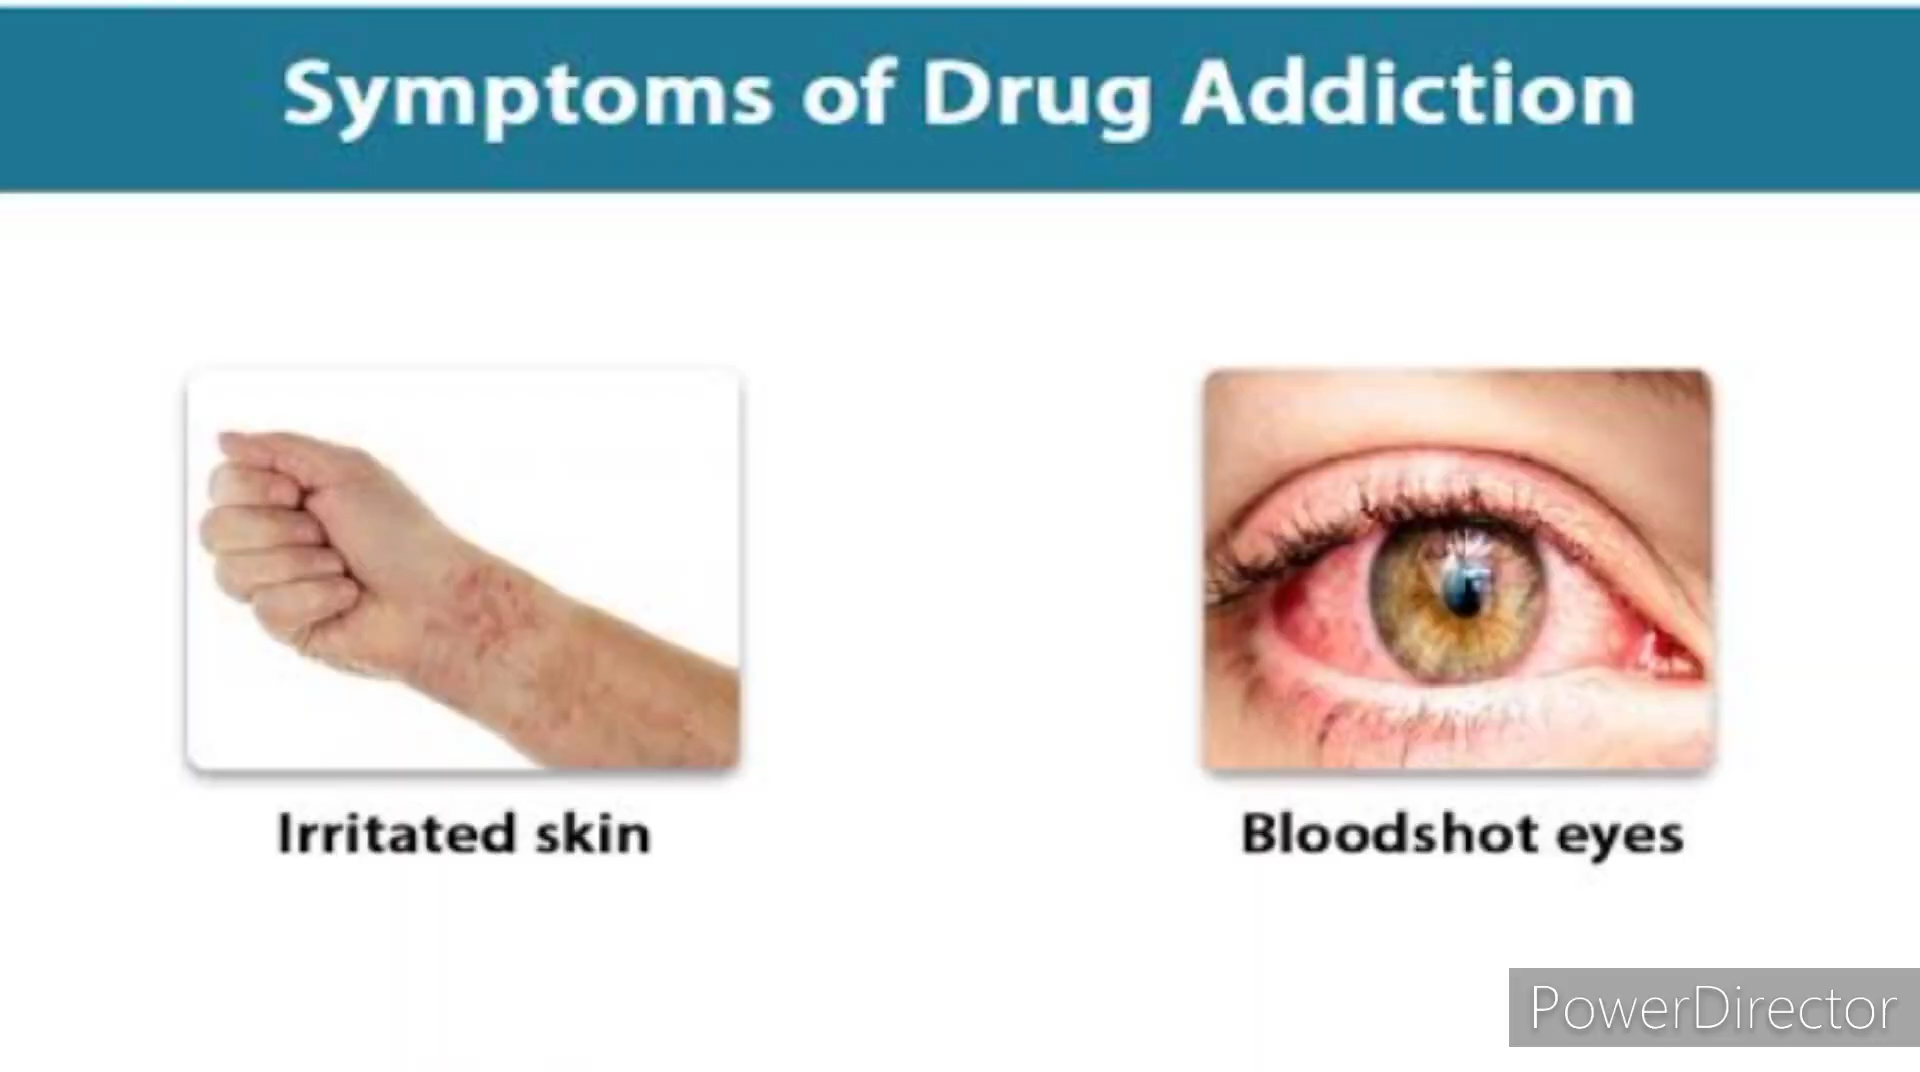 Symptoms of Drug Addiction
Irritated skin
Bloodshot eyes
PowerDirector